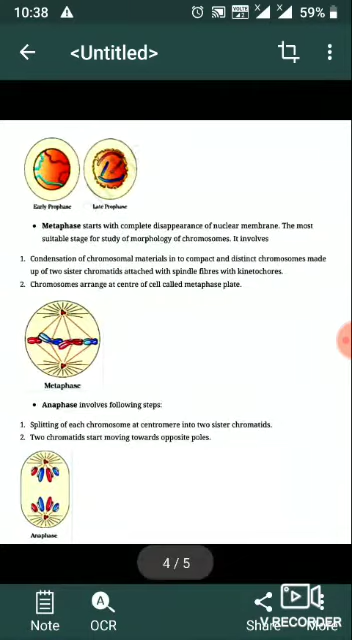 10:38
VOLTE
59%
<Untitled>
Early Prophase
Late Prophase
• Metaphase starts with complete disappearance of nuclear membrane. The most
suitable stage for study of morphology of chromosomes. It involves
1. Condensation of chromosomal materials in to compact and distinct chromosomes made
up of two sister chromatids attached with spindle fibres with kinetochores.
2. Chromosomes arrange at centre of cell called metaphase plate.
Metaphase
• Anaphase involves following steps:
1. Splitting of each chromosome at centromere into two sister chromatids.
2. Two chromatids start moving towards opposite poles.
Anaphase
4 / 5
Note
A
OCR
Share
More
V RECORDER